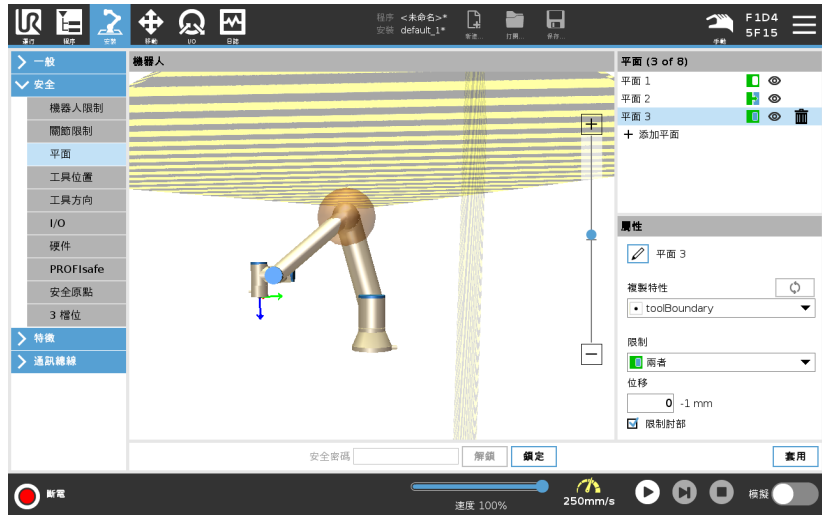 運行
程序
安裝
移動
I/O
日誌
程序 <未命名>*
安裝 default_1*
新建...
打開...
保存...
手動
F1D4
5F15
一般
安全
機器人限制
關節限制
平面
工具位置
工具方向
I/O
硬件
PROFIsafe
安全原點
3 檔位
特徵
通訊總線
機器人
平面 (3 of 8)
平面 1
平面 2
平面 3
添加平面
屬性
平面 3
複製特性
toolBoundary
限制
兩者
位移
0 -1 mm
限制肘部
安全密碼
解鎖
鎖定
套用
斷電
速度 100%
250mm/s
模擬